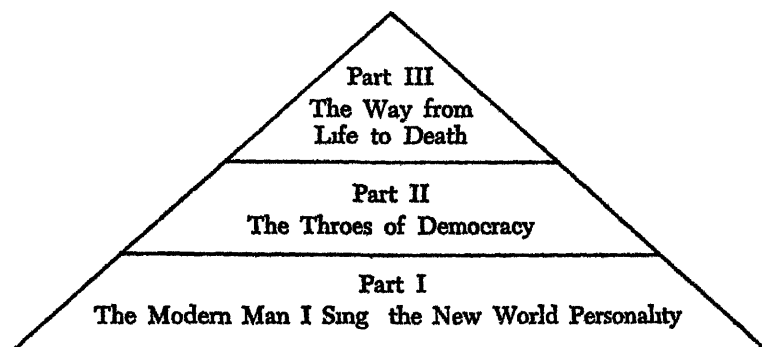 Part III
The Way from
Life to Death
Part II
The Throes of Democracy
Part I
The Modern Man I Sing the New World Personality